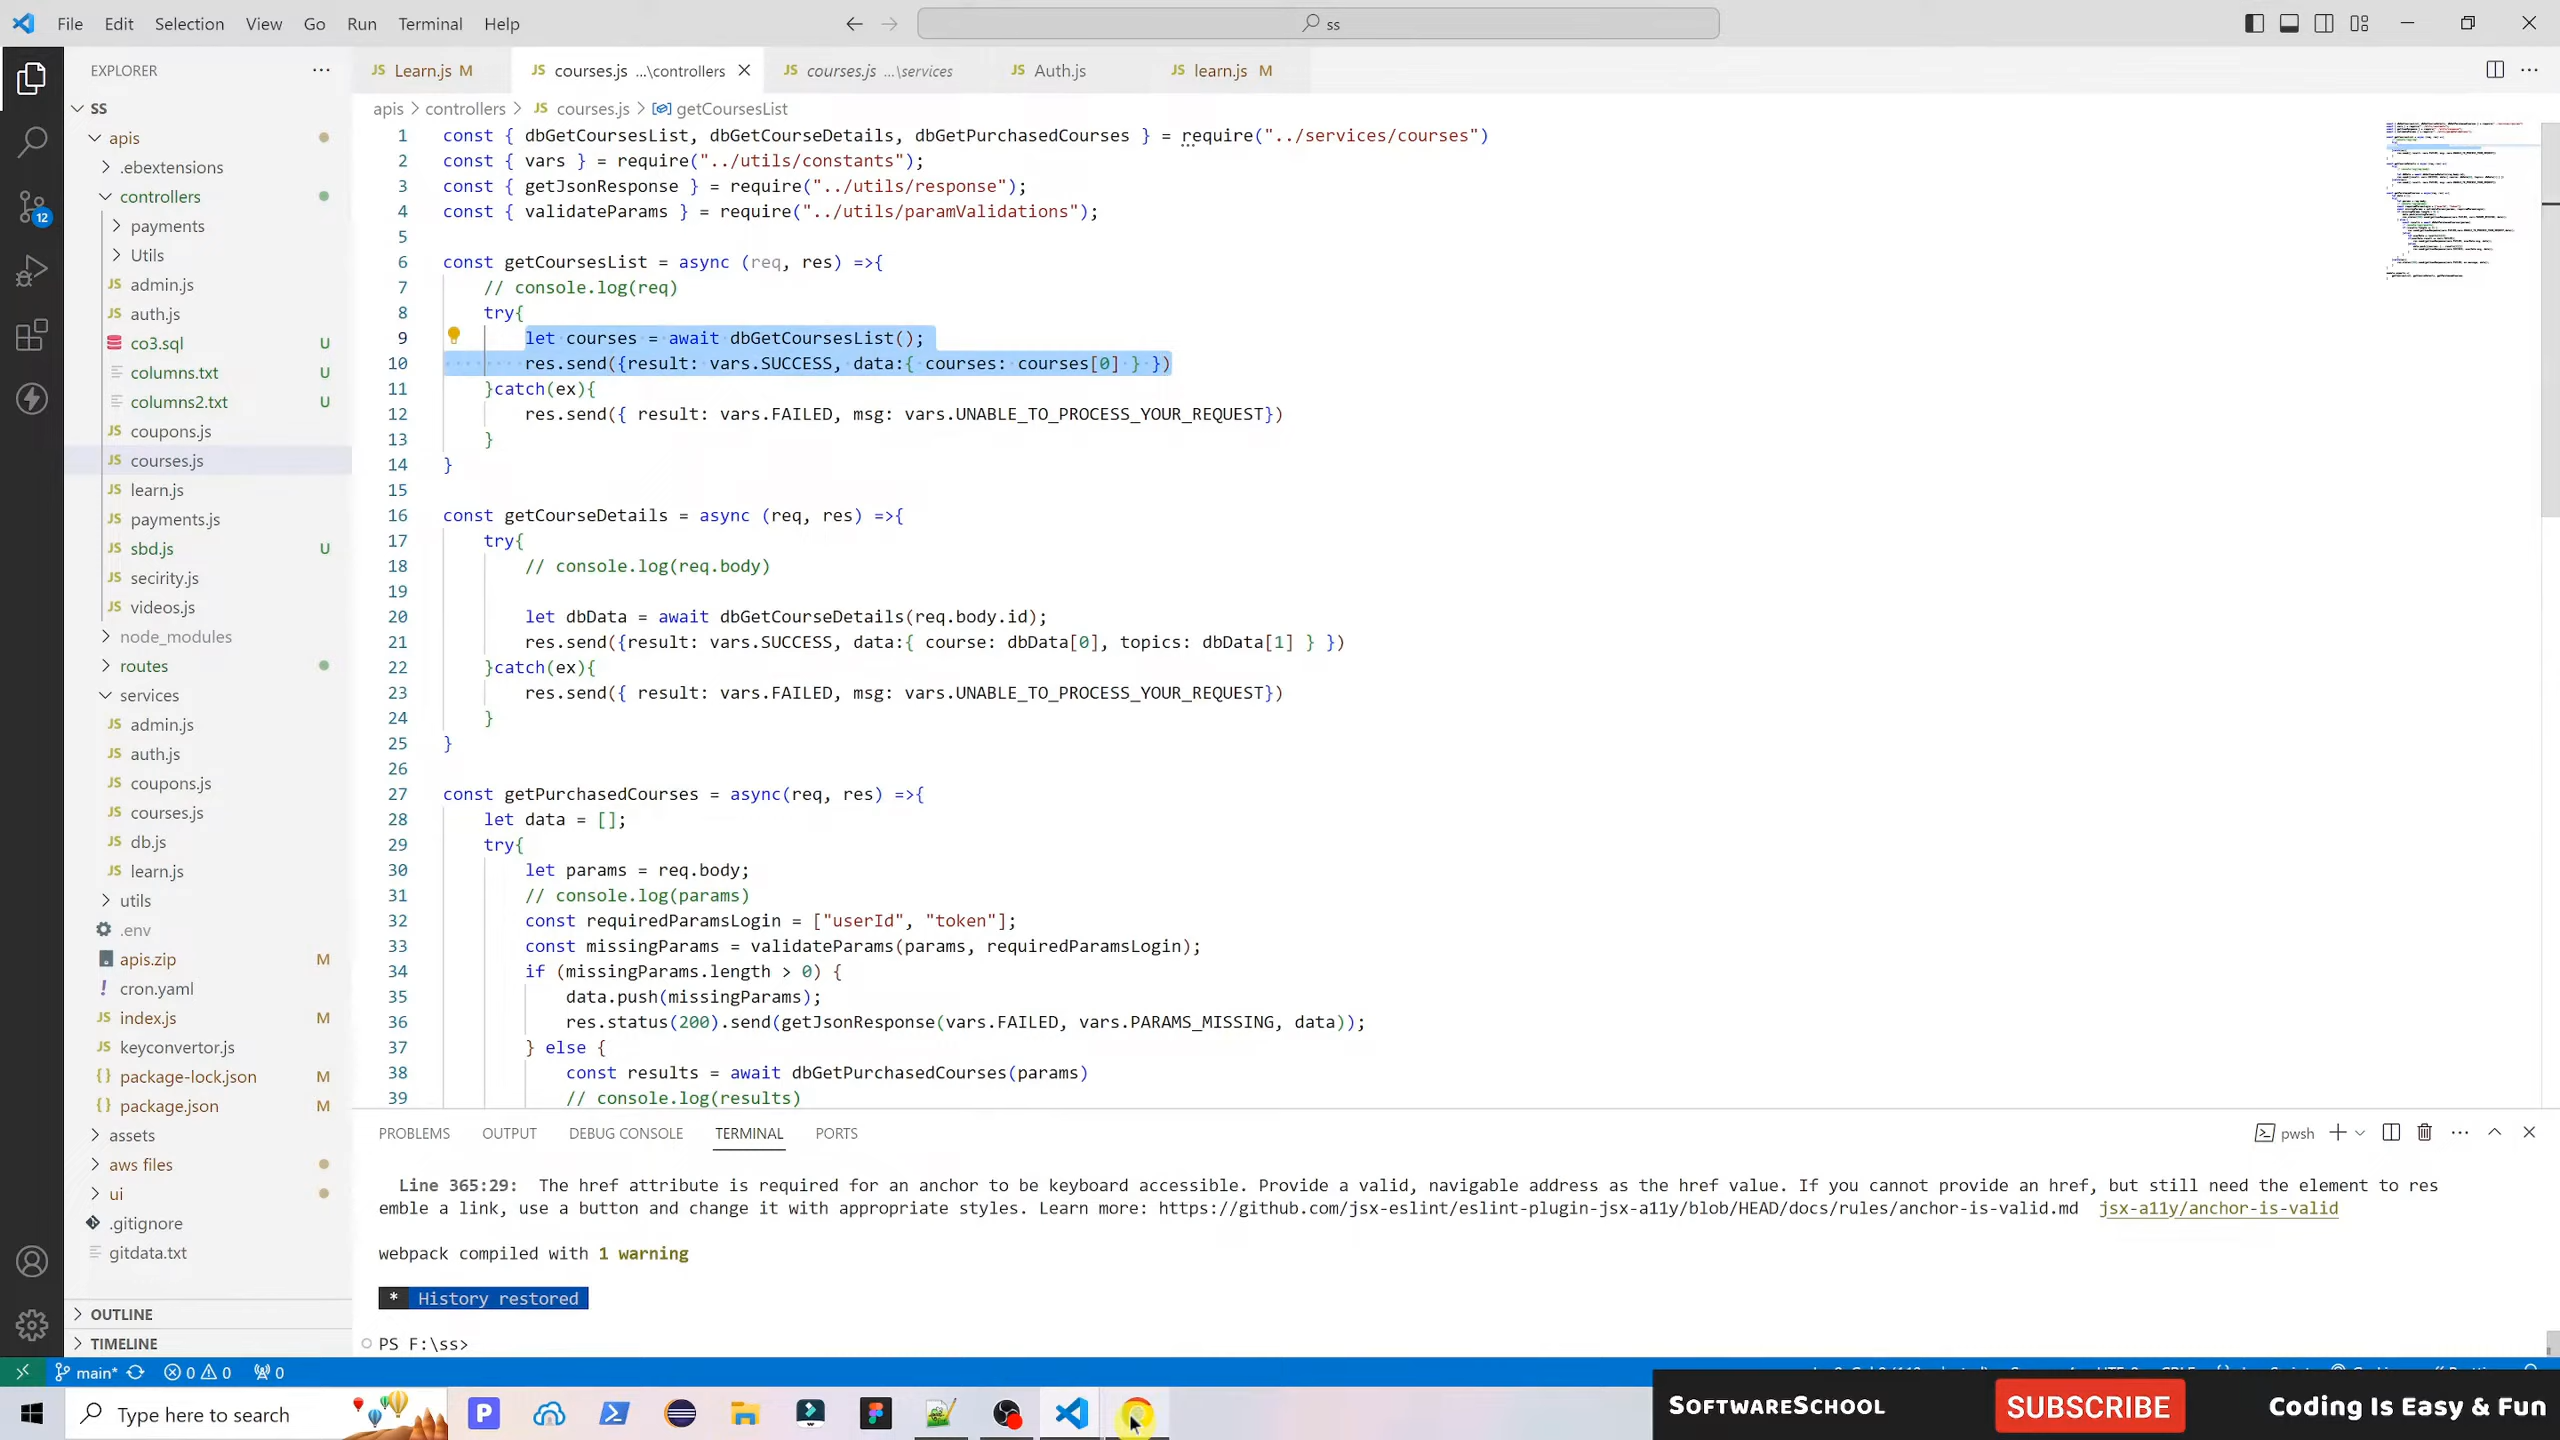 File Edit Selection View Go Run Terminal Help
ss
EXPLORER
SS
apis
.ebextensions
controllers
payments
Utils
JS admin.js
JS auth.js
co3.sql U
columns.txt U
columns2.txt U
JS coupons.js
JS courses.js
JS learn.js
JS payments.js
JS sbd.js U
JS secirity.js
JS videos.js
node_modules
routes
services
JS admin.js
JS auth.js
JS coupons.js
JS courses.js
JS db.js
JS learn.js
utils
.env
apis.zip M
! cron.yaml
JS index.js M
JS keyconvertor.js
{} package-lock.json M
{} package.json M
assets
aws files
ui
.gitignore
gitdata.txt
OUTLINE
TIMELINE
12
JS Learn.js M
JS courses.js ...\controllers
JS courses.js ...\services
JS Auth.js
JS learn.js M
apis > controllers > JS courses.js > getCoursesList
1 const { dbGetCoursesList, dbGetCourseDetails, dbGetPurchasedCourses } = require("../services/courses")
2 const { vars } = require("../utils/constants");
3 const { getJsonResponse } = require("../utils/response");
4 const { validateParams } = require("../utils/paramValidations");
5
6 const getCoursesList = async (req, res) =>{
7 // console.log(req)
8 try{
9 let courses = await dbGetCoursesList();
10 res.send({result: vars.SUCCESS, data:{ courses: courses[0] } })
11 }catch(ex){
12 res.send({ result: vars.FAILED, msg: vars.UNABLE_TO_PROCESS_YOUR_REQUEST})
13 }
14 }
15
16 const getCourseDetails = async (req, res) =>{
17 try{
18 // console.log(req.body)
19
20 let dbData = await dbGetCourseDetails(req.body.id);
21 res.send({result: vars.SUCCESS, data:{ course: dbData[0], topics: dbData[1] } })
22 }catch(ex){
23 res.send({ result: vars.FAILED, msg: vars.UNABLE_TO_PROCESS_YOUR_REQUEST})
24 }
25 }
26
27 const getPurchasedCourses = async(req, res) =>{
28 let data = [];
29 try{
30 let params = req.body;
31 // console.log(params)
32 const requiredParamsLogin = ["userId", "token"];
33 const missingParams = validateParams(params, requiredParamsLogin);
34 if (missingParams.length > 0) {
35 data.push(missingParams);
36 res.status(200).send(getJsonResponse(vars.FAILED, vars.PARAMS_MISSING, data));
37 } else {
38 const results = await dbGetPurchasedCourses(params)
39 // console.log(results)
PROBLEMS OUTPUT DEBUG CONSOLE TERMINAL PORTS
pwsh
Line 365:29: The href attribute is required for an anchor to be keyboard accessible. Provide a valid, navigable address as the href value. If you cannot provide an href, but still need the element to res
emble a link, use a button and change it with appropriate styles. Learn more: https://github.com/jsx-eslint/eslint-plugin-jsx-a11y/blob/HEAD/docs/rules/anchor-is-valid.md jsx-a11y/anchor-is-valid
webpack compiled with 1 warning
* History restored
PS F:\ss>
main* 0 0 0
Type here to search
SOFTWARESCHOOL
SUBSCRIBE
Coding Is Easy & Fun